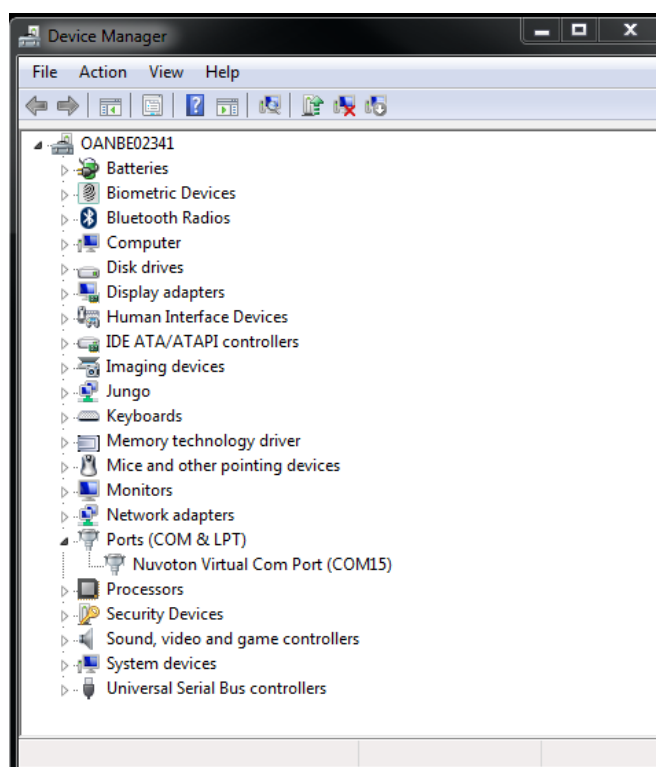 Device Manager
File Action View Help
OANBE02341
Batteries
Biometric Devices
Bluetooth Radios
Computer
Disk drives
Display adapters
Human Interface Devices
IDE ATA/ATAPI controllers
Imaging devices
Jungo
Keyboards
Memory technology driver
Mice and other pointing devices
Monitors
Network adapters
Ports (COM & LPT)
Nuvoton Virtual Com Port (COM15)
Processors
Security Devices
Sound, video and game controllers
System devices
Universal Serial Bus controllers